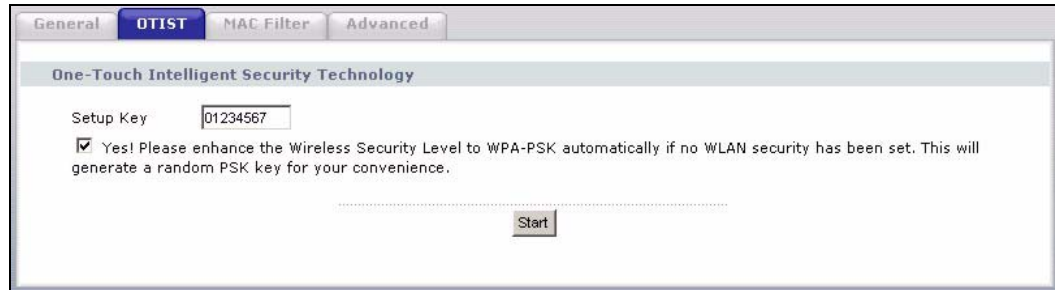 General OTIST MAC Filter Advanced
One-Touch Intelligent Security Technology
Setup Key 01234567
Yes! Please enhance the Wireless Security Level to WPA-PSK automatically if no WLAN security has been set. This will
generate a random PSK key for your convenience.
Start